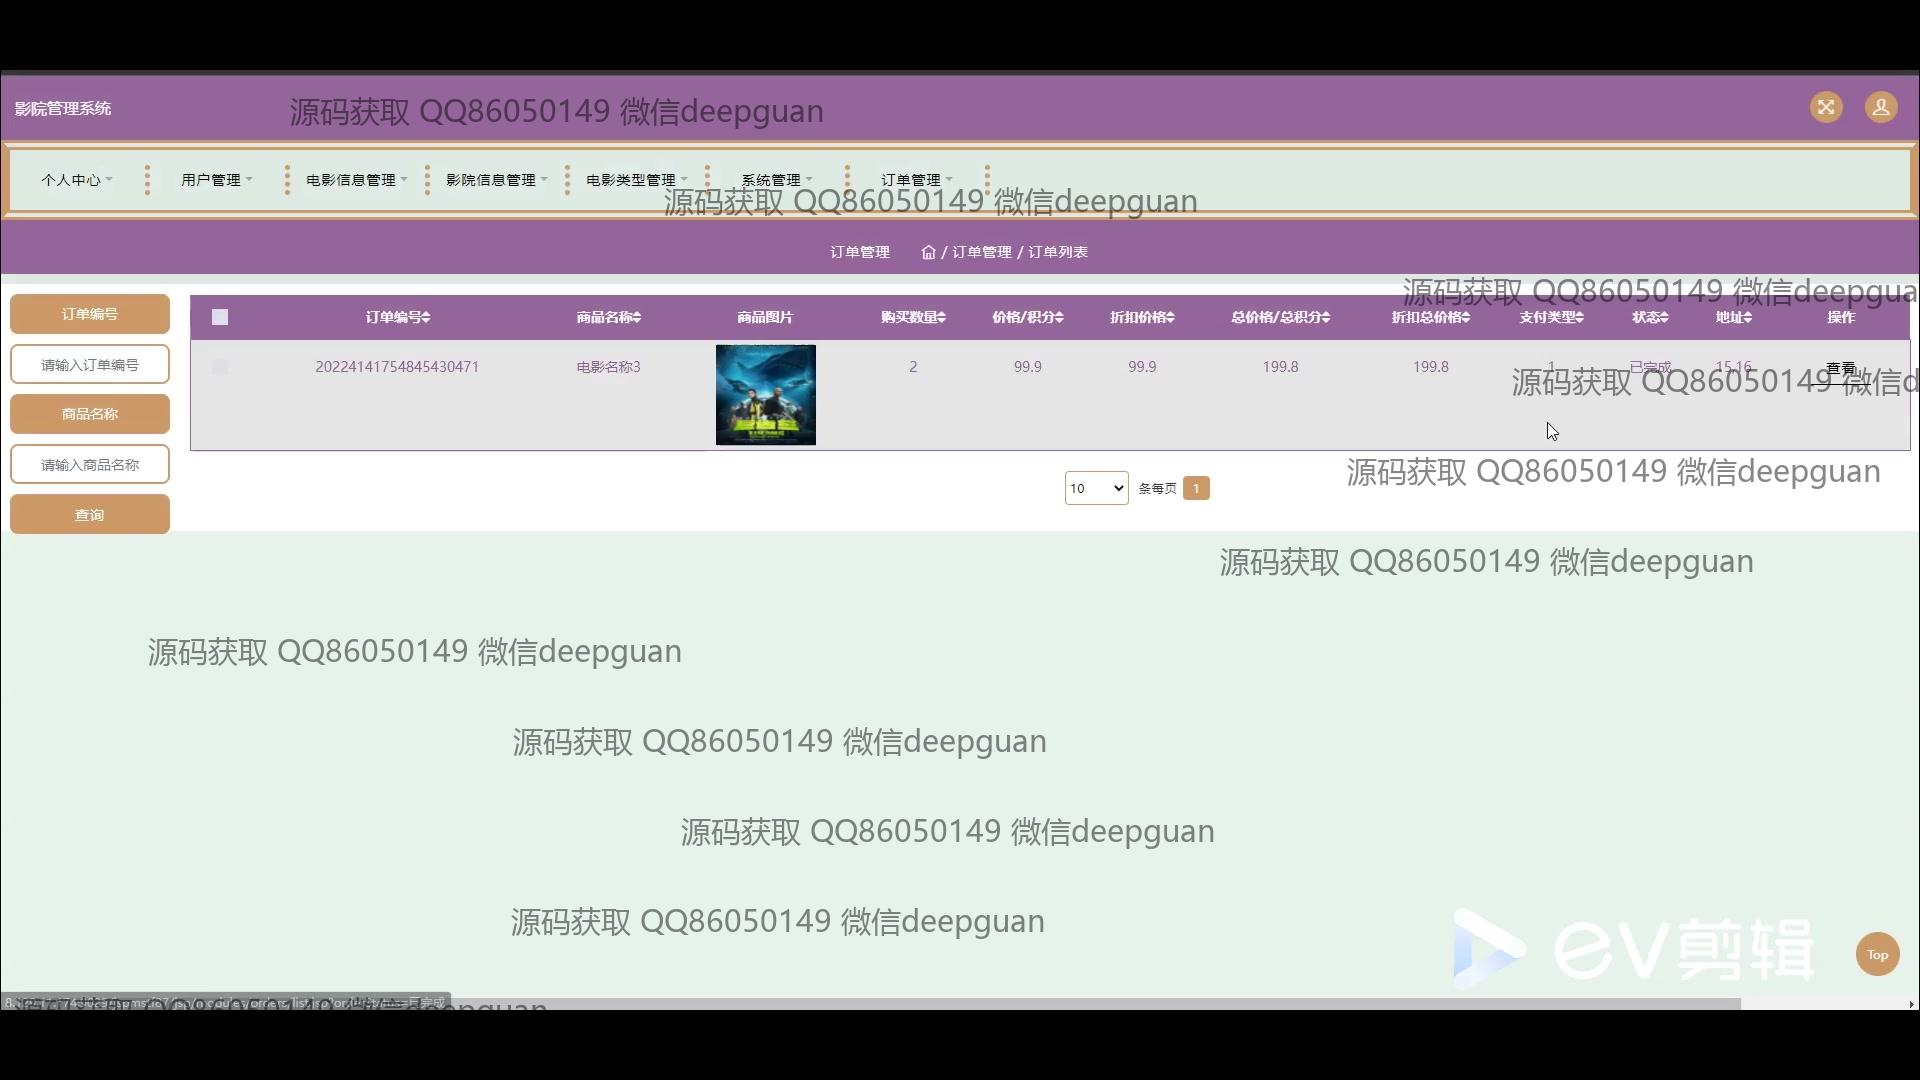 影院管理系统
源码获取 QQ86050149 微信deepguan
个人中心 用户管理 电影信息管理 影院信息管理 电影类型管理 系统管理 订单管理
源码获取 QQ86050149 微信deepguan
订单管理 / 订单管理 / 订单列表
源码获取 QQ86050149 微信deepgua
订单编号
请输入订单编号
商品名称
请输入商品名称
查询
订单编号 商品名称 商品图片 购买数量 价格/积分 折扣价格 总价格/总积分 折扣总价格 支付类型 状态 地址 操作
20224141754845430471 电影名称3 2 99.9 99.9 199.8 199.8 1 已完成 15,16 查看
源码获取 QQ86050149 微信d
源码获取 QQ86050149 微信deepguan
10 条每页 1
源码获取 QQ86050149 微信deepguan
源码获取 QQ86050149 微信deepguan
源码获取 QQ86050149 微信deepguan
源码获取 QQ86050149 微信deepguan
源码获取 QQ86050149 微信deepguan
EV剪辑
Top
源码获取 QQ86050149 微信deepguan